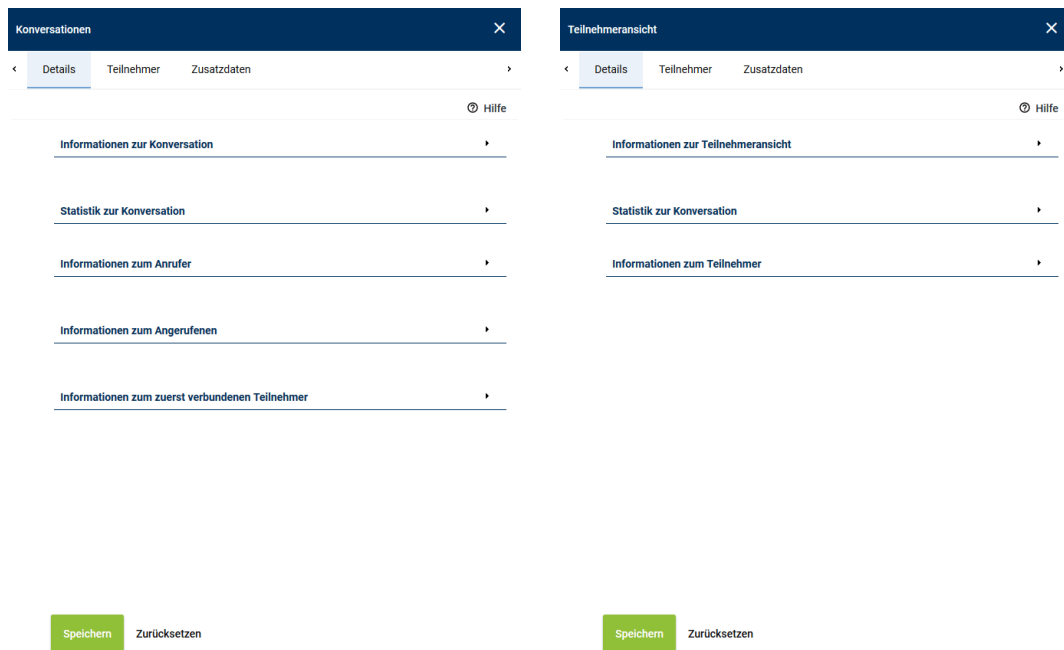 Konversationen
Details Teilnehmer Zusatzdaten
Hilfe
Informationen zur Konversation
Statistik zur Konversation
Informationen zum Anrufer
Informationen zum Angerufenen
Informationen zum zuerst verbundenen Teilnehmer
Speichern Zurücksetzen
Teilnehmeransicht
Details Teilnehmer Zusatzdaten
Hilfe
Informationen zur Teilnehmeransicht
Statistik zur Konversation
Informationen zum Teilnehmer
Speichern Zurücksetzen